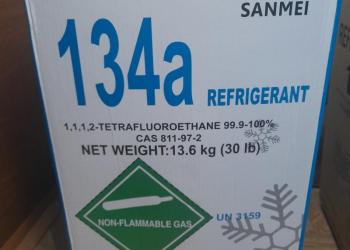 SANMEI
134a REFRIGERANT
1,1,1,2-TETRAFLUOROETHANE 99.9-100%
CAS 811-97-2
NET WEIGHT:13.6 kg (30 lb)
NON-FLAMMABLE GAS
UN 3159